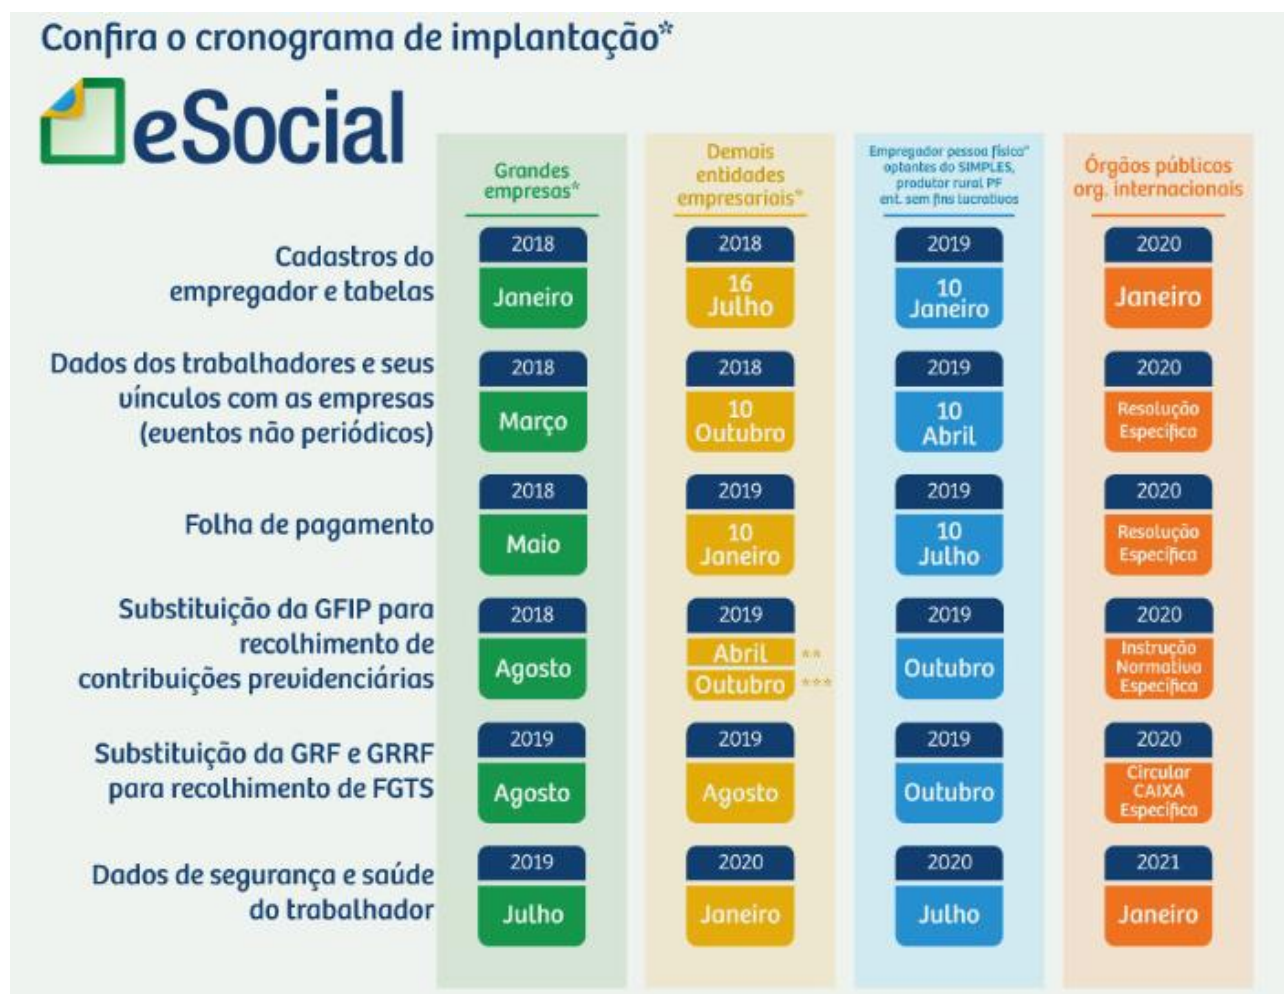 Confira o cronograma de implantação*
eSocial
Grandes
empresas*
Demais
entidades
empresariais*
Empregador pessoa física*
optantes do SIMPLES,
produtor rural PF
ent. sem fins lucrativos
Órgãos públicos
org. internacionais
Cadastros do
empregador e tabelas
2018
Janeiro
2018
16
Julho
2019
10
Janeiro
2020
Janeiro
Dados dos trabalhadores e seus
vínculos com as empresas
(eventos não periódicos)
2018
Março
2018
10
Outubro
2019
10
Abril
2020
Resolução
Específica
Folha de pagamento
2018
Maio
2019
10
Janeiro
2019
10
Julho
2020
Resolução
Específica
Substituição da GFIP para
recolhimento de
contribuições previdenciárias
2018
Agosto
2019
Abril **
Outubro ***
2019
Outubro
2020
Instrução
Normativa
Específica
Substituição da GRF e GRRF
para recolhimento de FGTS
2019
Agosto
2019
Agosto
2019
Outubro
2020
Circular
CAIXA
Específica
Dados de segurança e saúde
do trabalhador
2019
Julho
2020
Janeiro
2020
Julho
2021
Janeiro